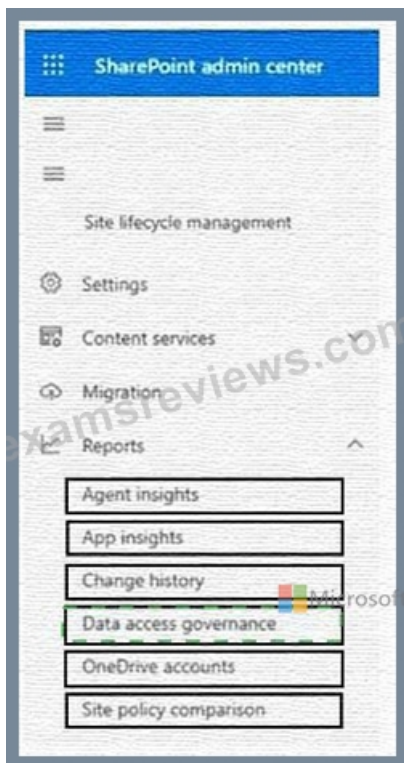 SharePoint admin center
Site lifecycle management
Settings
Content services
Migration
examsreviews.com
Reports
Agent insights
App insights
Change history
Microsoft
Data access governance
OneDrive accounts
Site policy comparison